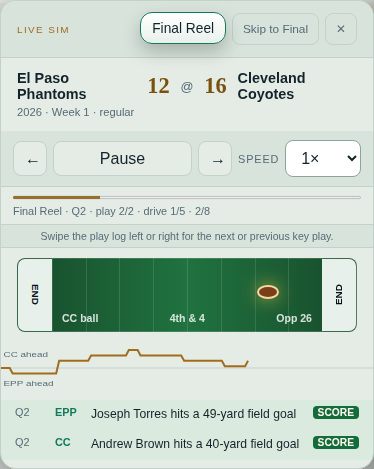 LIVE SIM
Final Reel
Skip to Final
×
El Paso Phantoms
12 @ 16
Cleveland Coyotes
2026 · Week 1 · regular
←
Pause
→
SPEED
1×
Final Reel · Q2 · play 2/2 · drive 1/5 · 2/8
Swipe the play log left or right for the next or previous key play.
END
END
CC ball
4th & 4
Opp 26
CC ahead
EPP ahead
Q2 EPP Joseph Torres hits a 49-yard field goal SCORE
Q2 CC Andrew Brown hits a 40-yard field goal SCORE